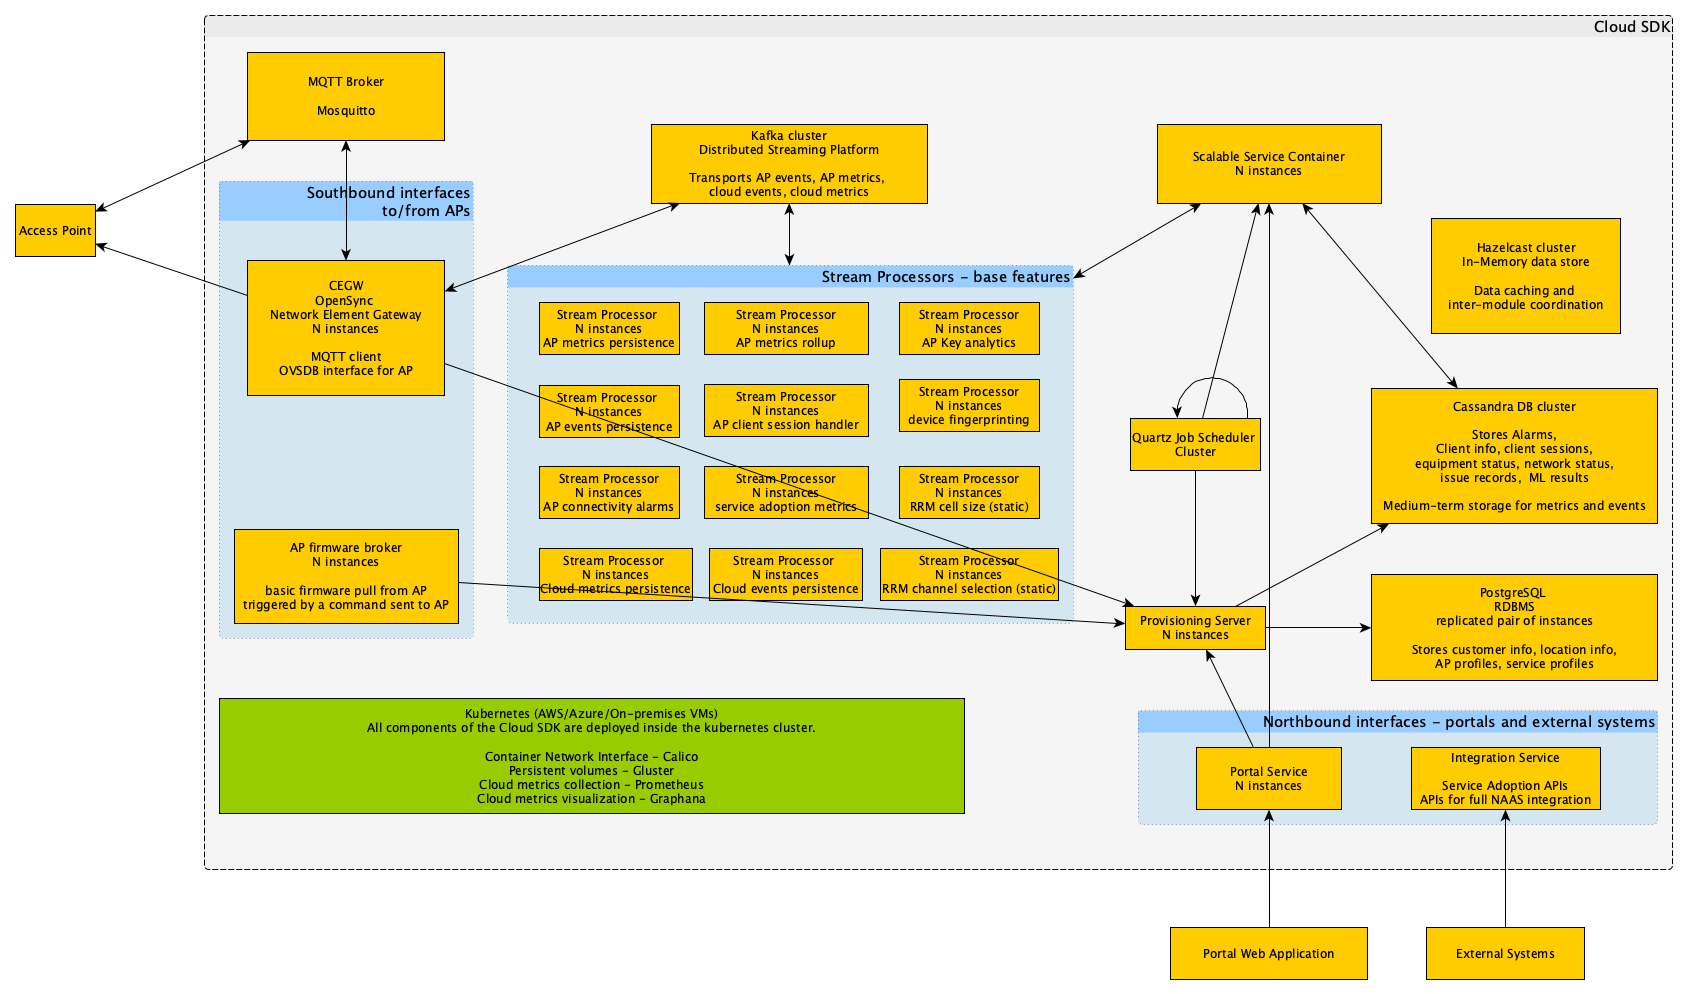 Cloud SDK
MQTT Broker
Mosquitto
Southbound interfaces
to/from APs
Access Point
CEGW
OpenSync
Network Element Gateway
N instances
MQTT client
OVSDB interface for AP
AP firmware broker
N instances
basic firmware pull from AP
triggered by a command sent to AP
Kafka cluster
Distributed Streaming Platform
Transports AP events, AP metrics,
cloud events, cloud metrics
Stream Processors - base features
Stream Processor
N instances
AP metrics persistence
Stream Processor
N instances
AP metrics rollup
Stream Processor
N instances
AP Key analytics
Stream Processor
N instances
AP events persistence
Stream Processor
N instances
AP client session handler
Stream Processor
N instances
device fingerprinting
Stream Processor
N instances
AP connectivity alarms
Stream Processor
N instances
service adoption metrics
Stream Processor
N instances
RRM cell size (static)
Stream Processor
N instances
Cloud metrics persistence
Stream Processor
N instances
Cloud events persistence
Stream Processor
N instances
RRM channel selection (static)
Scalable Service Container
N instances
Hazelcast cluster
In-Memory data store
Data caching and
inter-module coordination
Quartz Job Scheduler
Cluster
Cassandra DB cluster
Stores Alarms,
Client info, client sessions,
equipment status, network status,
issue records,  ML results
Medium-term storage for metrics and events
Provisioning Server
N instances
PostgreSQL
RDBMS
replicated pair of instances
Stores customer info, location info,
AP profiles, service profiles
Kubernetes (AWS/Azure/On-premises VMs)
All components of the Cloud SDK are deployed inside the kubernetes cluster.
Container Network Interface - Calico
Persistent volumes - Gluster
Cloud metrics collection - Prometheus
Cloud metrics visualization - Graphana
Northbound interfaces - portals and external systems
Portal Service
N instances
Integration Service
Service Adoption APIs
APIs for full NAAS integration
Portal Web Application
External Systems